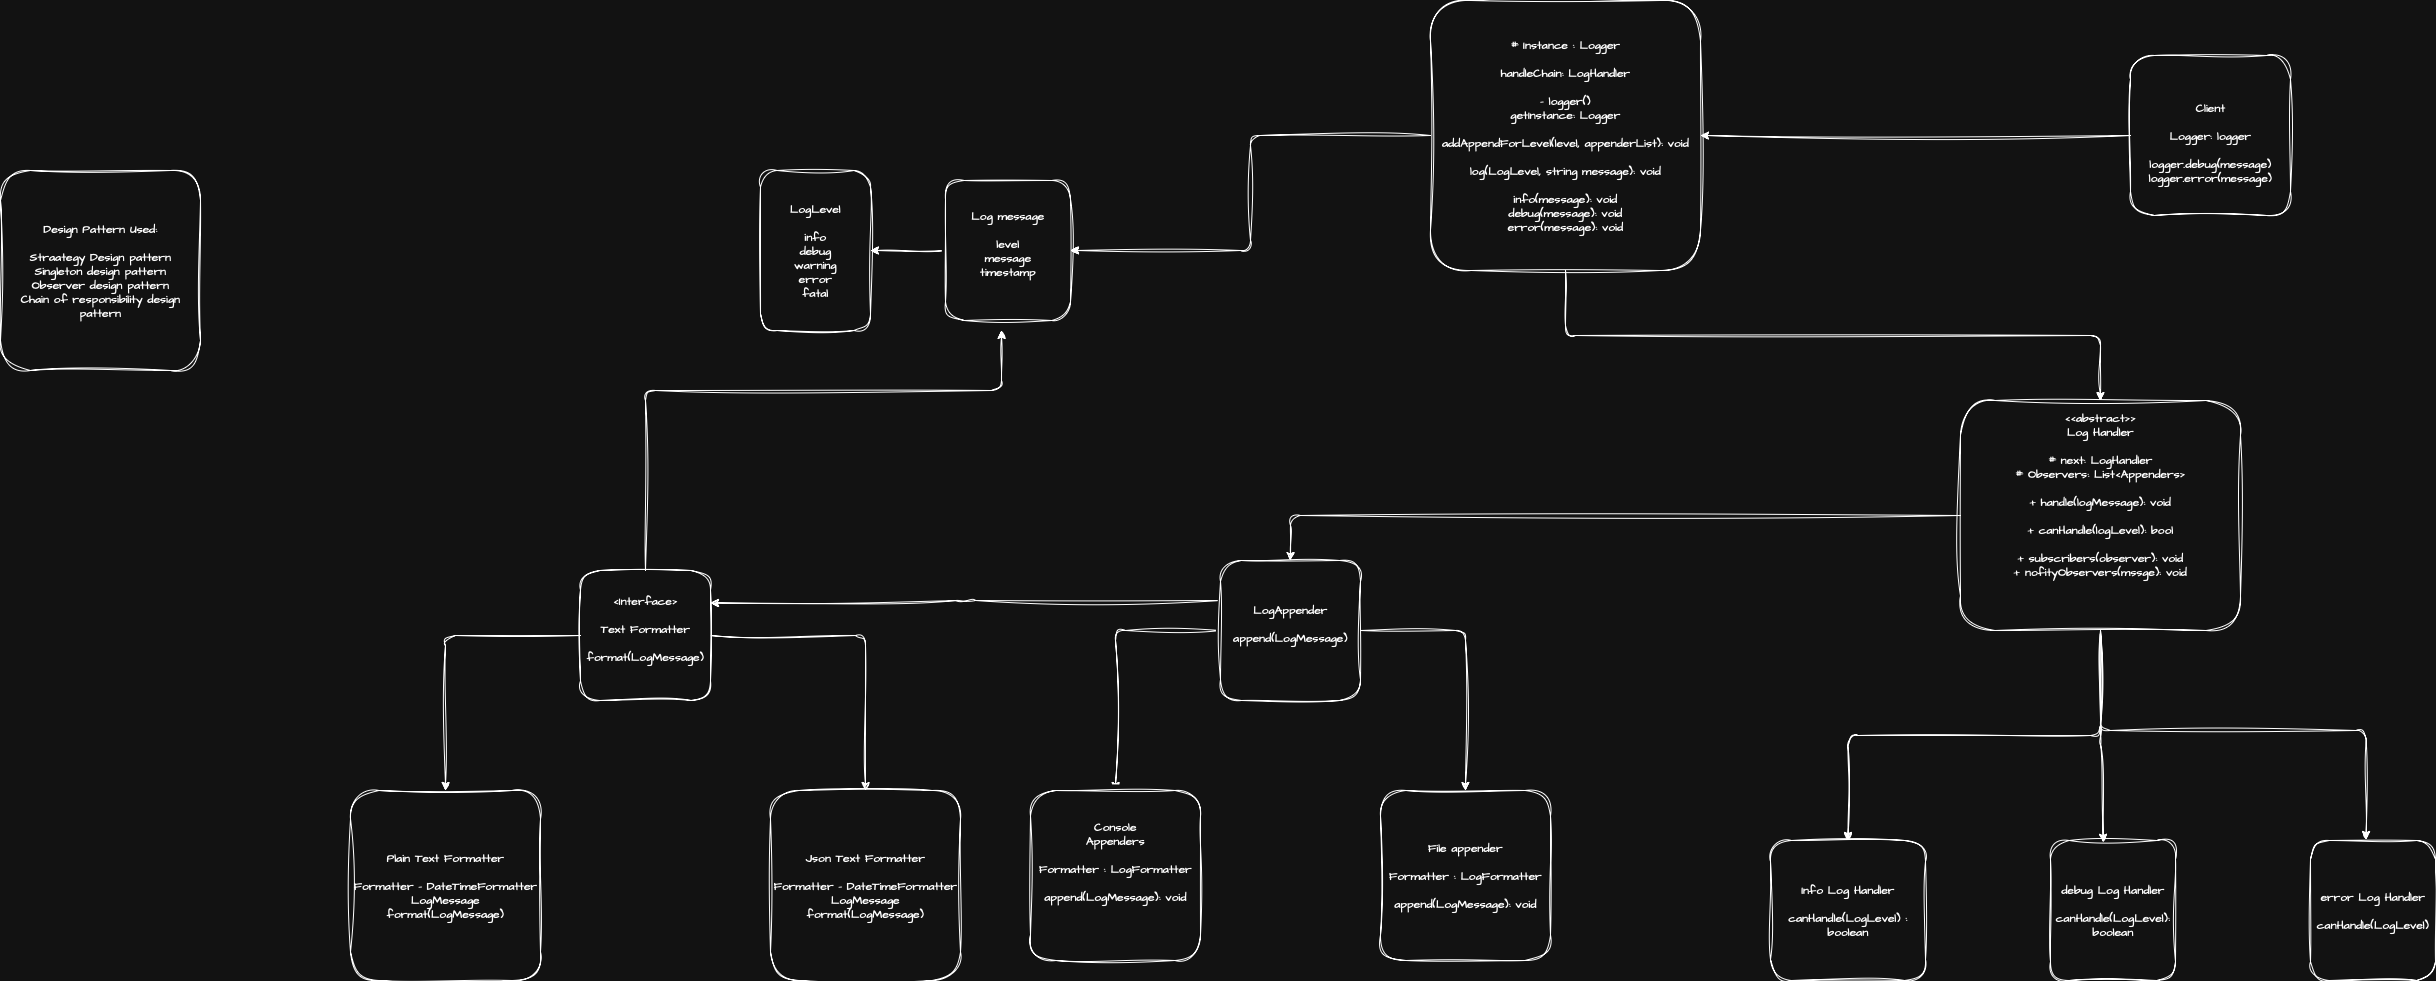 # Instance : Logger
handleChain: LogHandler
- logger()
getInstance: Logger
addAppendForLevel(level, appenderList): void
log(LogLevel, string message): void
info(message): void
debug(message): void
error(message): void
Client
Logger: logger
logger.debug(message)
logger.error(message)
Design Pattern Used:
Straategy Design pattern
Singleton design pattern
Observer design pattern
Chain of responsibility design
pattern
LogLevel
info
debug
warning
error
fatal
Log message
level
message
timestamp
<<abstract>>
Log Handler
# next: LogHandler
# Observers: List<Appenders>
+ handle(logMessage): void
+ canHandle(logLevel): bool
+ subscribers(observer): void
+ nofityObservers(mssge): void
<Interface>
Text Formatter
format(LogMessage)
LogAppender
append(LogMessage)
Plain Text Formatter
Formatter - DateTimeFormatter
LogMessage
format(LogMessage)
Json Text Formatter
Formatter - DateTimeFormatter
LogMessage
format(LogMessage)
Console
Appenders
Formatter : LogFormatter
append(LogMessage): void
File appender
Formatter : LogFormatter
append(LogMessage): void
Info Log Handler
canHandle(LogLevel) :
boolean
debug Log Handler
canHandle(LogLevel):
boolean
error Log Handler
canHandle(LogLevel)